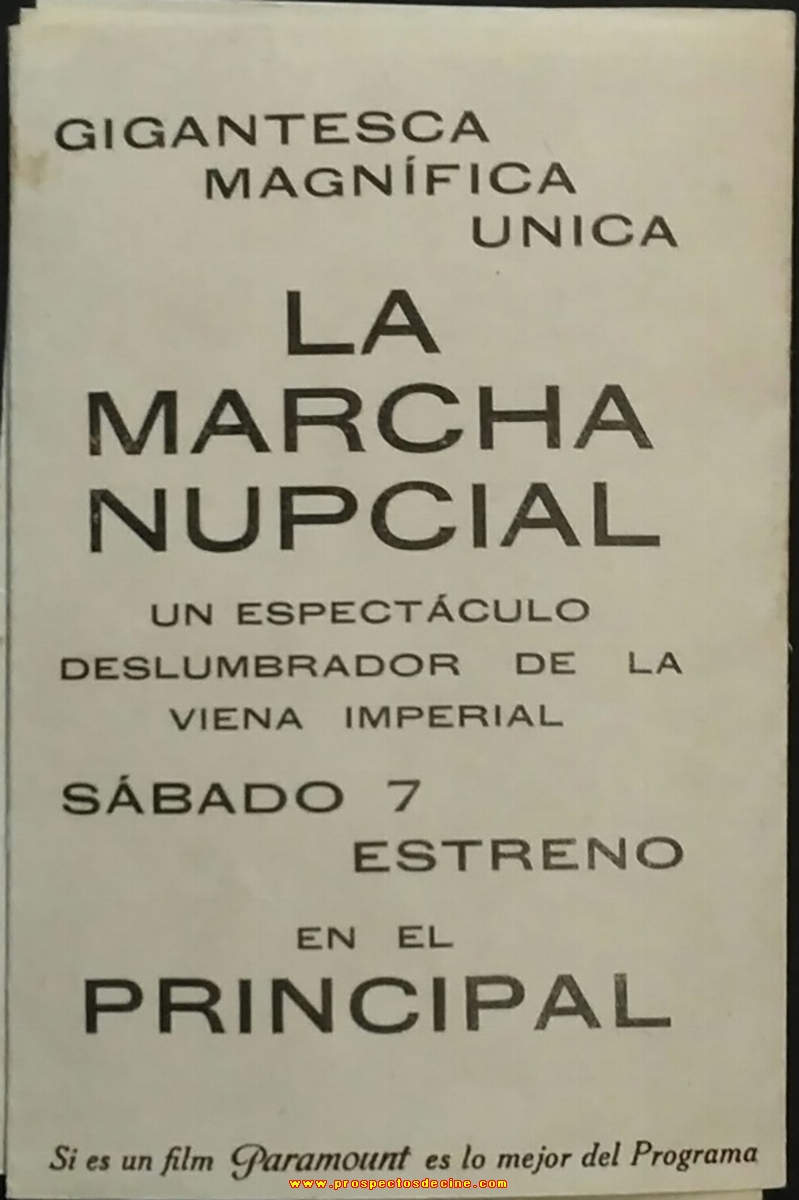 GIGANTESCA
MAGNÍFICA
UNICA
LA
MARCHA
NUPCIAL
UN ESPECTÁCULO
DESLUMBRADOR DE LA
VIENA IMPERIAL
SÁBADO 7
ESTRENO
EN EL
PRINCIPAL
Si es un film Paramount es lo mejor del Programa
www.prospectosdecine.com